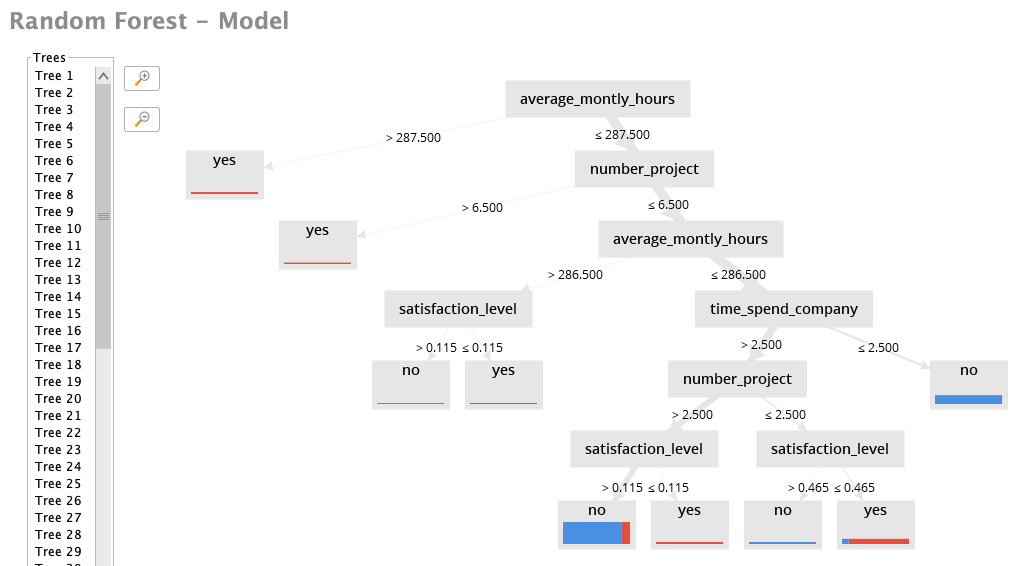 Random Forest – Model
Trees
Tree 1
Tree 2
Tree 3
Tree 4
Tree 5
Tree 6
Tree 7
Tree 8
Tree 9
Tree 10
Tree 11
Tree 12
Tree 13
Tree 14
Tree 15
Tree 16
Tree 17
Tree 18
Tree 19
Tree 20
Tree 21
Tree 22
Tree 23
Tree 24
Tree 25
Tree 26
Tree 27
Tree 28
Tree 29
average_montly_hours
> 287.500 ≤ 287.500
yes number_project
> 6.500 ≤ 6.500
yes average_montly_hours
> 286.500 ≤ 286.500
satisfaction_level time_spend_company
> 0.115 ≤ 0.115 > 2.500 ≤ 2.500
no yes number_project no
> 2.500 ≤ 2.500
satisfaction_level satisfaction_level
> 0.115 ≤ 0.115 > 0.465 ≤ 0.465
no yes no yes